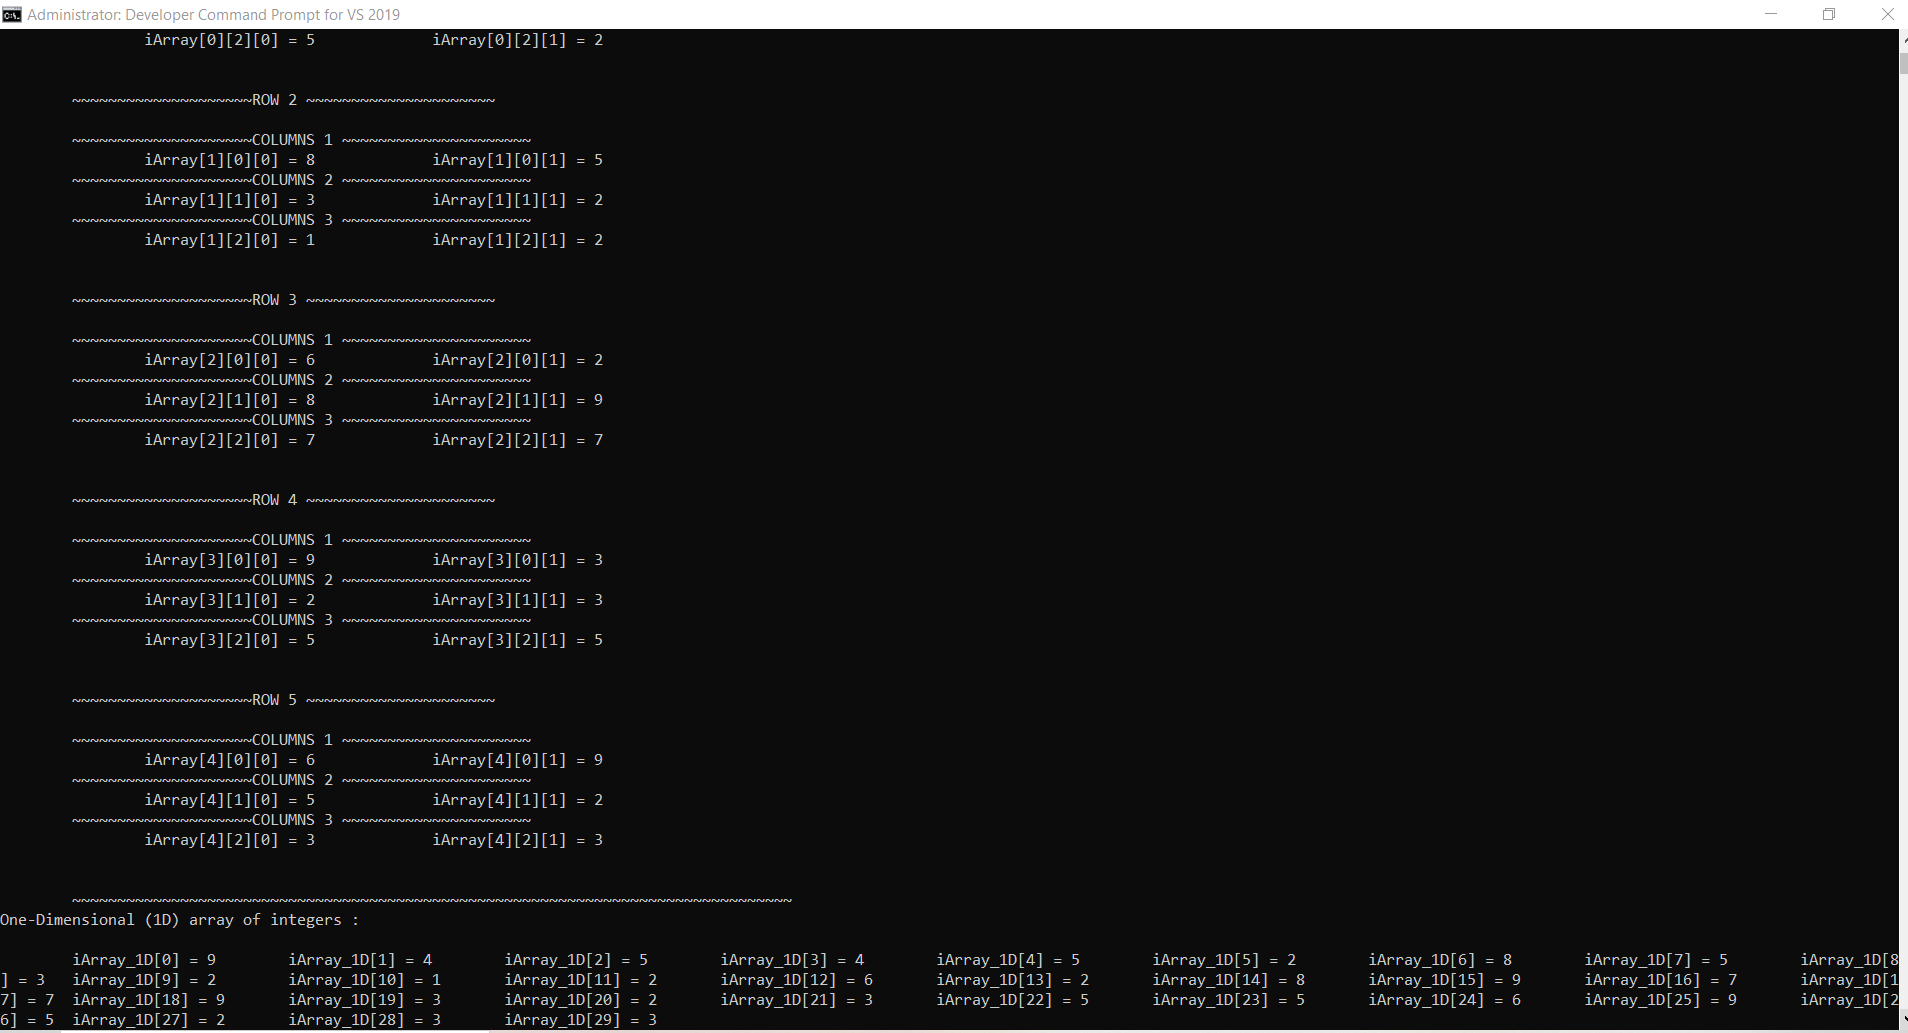 Administrator: Developer Command Prompt for VS 2019
iArray[0][2][0] = 5 iArray[0][2][1] = 2
~~~~~~~~~~~~~~~~~~~~ROW 2 ~~~~~~~~~~~~~~~~~~~~~
~~~~~~~~~~~~~~~~~~~~COLUMNS 1 ~~~~~~~~~~~~~~~~~~~~~
iArray[1][0][0] = 8 iArray[1][0][1] = 5
~~~~~~~~~~~~~~~~~~~~COLUMNS 2 ~~~~~~~~~~~~~~~~~~~~~
iArray[1][1][0] = 3 iArray[1][1][1] = 2
~~~~~~~~~~~~~~~~~~~~COLUMNS 3 ~~~~~~~~~~~~~~~~~~~~~
iArray[1][2][0] = 1 iArray[1][2][1] = 2
~~~~~~~~~~~~~~~~~~~~ROW 3 ~~~~~~~~~~~~~~~~~~~~~
~~~~~~~~~~~~~~~~~~~~COLUMNS 1 ~~~~~~~~~~~~~~~~~~~~~
iArray[2][0][0] = 6 iArray[2][0][1] = 2
~~~~~~~~~~~~~~~~~~~~COLUMNS 2 ~~~~~~~~~~~~~~~~~~~~~
iArray[2][1][0] = 8 iArray[2][1][1] = 9
~~~~~~~~~~~~~~~~~~~~COLUMNS 3 ~~~~~~~~~~~~~~~~~~~~~
iArray[2][2][0] = 7 iArray[2][2][1] = 7
~~~~~~~~~~~~~~~~~~~~ROW 4 ~~~~~~~~~~~~~~~~~~~~~
~~~~~~~~~~~~~~~~~~~~COLUMNS 1 ~~~~~~~~~~~~~~~~~~~~~
iArray[3][0][0] = 9 iArray[3][0][1] = 3
~~~~~~~~~~~~~~~~~~~~COLUMNS 2 ~~~~~~~~~~~~~~~~~~~~~
iArray[3][1][0] = 2 iArray[3][1][1] = 3
~~~~~~~~~~~~~~~~~~~~COLUMNS 3 ~~~~~~~~~~~~~~~~~~~~~
iArray[3][2][0] = 5 iArray[3][2][1] = 5
~~~~~~~~~~~~~~~~~~~~ROW 5 ~~~~~~~~~~~~~~~~~~~~~
~~~~~~~~~~~~~~~~~~~~COLUMNS 1 ~~~~~~~~~~~~~~~~~~~~~
iArray[4][0][0] = 6 iArray[4][0][1] = 9
~~~~~~~~~~~~~~~~~~~~COLUMNS 2 ~~~~~~~~~~~~~~~~~~~~~
iArray[4][1][0] = 5 iArray[4][1][1] = 2
~~~~~~~~~~~~~~~~~~~~COLUMNS 3 ~~~~~~~~~~~~~~~~~~~~~
iArray[4][2][0] = 3 iArray[4][2][1] = 3
~~~~~~~~~~~~~~~~~~~~~~~~~~~~~~~~~~~~~~~~~~~~~~~~~~~~~~~~~~~~~~~~~~~~~~~~~~~~~~~~
One-Dimensional (1D) array of integers :
iArray_1D[0] = 9 iArray_1D[1] = 4 iArray_1D[2] = 5 iArray_1D[3] = 4 iArray_1D[4] = 5 iArray_1D[5] = 2 iArray_1D[6] = 8 iArray_1D[7] = 5 iArray_1D[8
] = 3 iArray_1D[9] = 2 iArray_1D[10] = 1 iArray_1D[11] = 2 iArray_1D[12] = 6 iArray_1D[13] = 2 iArray_1D[14] = 8 iArray_1D[15] = 9 iArray_1D[16] = 7 iArray_1D[1
7] = 7 iArray_1D[18] = 9 iArray_1D[19] = 3 iArray_1D[20] = 2 iArray_1D[21] = 3 iArray_1D[22] = 5 iArray_1D[23] = 5 iArray_1D[24] = 6 iArray_1D[25] = 9 iArray_1D[2
6] = 5 iArray_1D[27] = 2 iArray_1D[28] = 3 iArray_1D[29] = 3